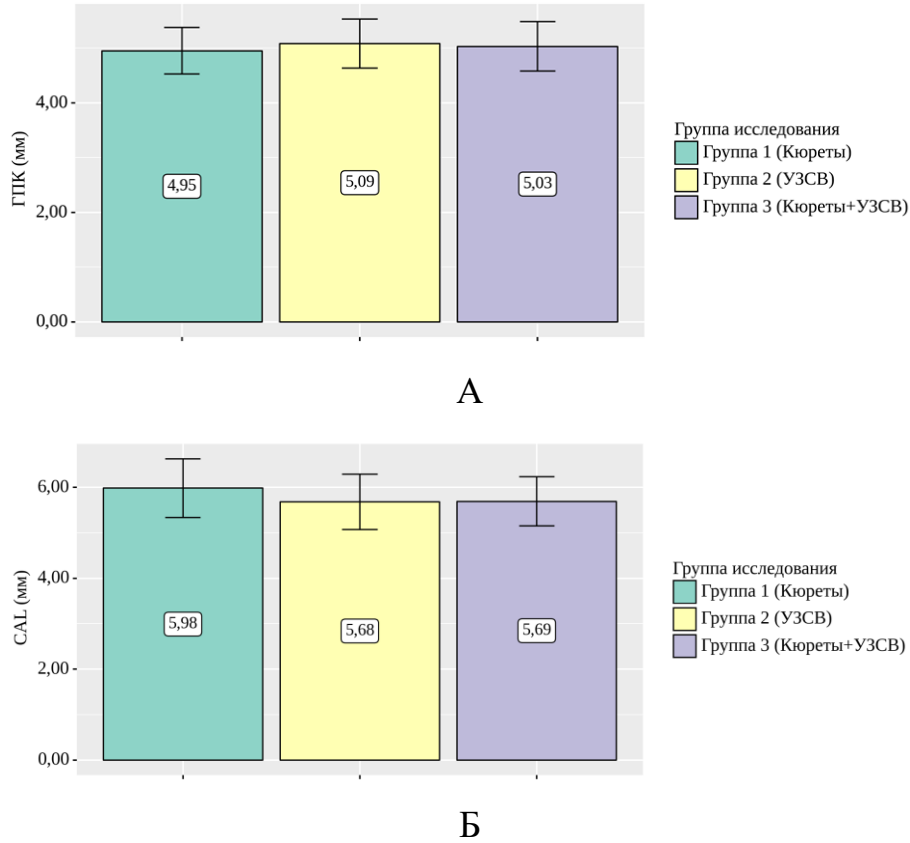 ГПК (мм)
4,00
2,00
0,00
4,95
5,09
5,03
Группа исследования
Группа 1 (Кюреты)
Группа 2 (УЗСВ)
Группа 3 (Кюреты+УЗСВ)
А
CAL (мм)
6,00
4,00
2,00
0,00
5,98
5,68
5,69
Группа исследования
Группа 1 (Кюреты)
Группа 2 (УЗСВ)
Группа 3 (Кюреты+УЗСВ)
Б